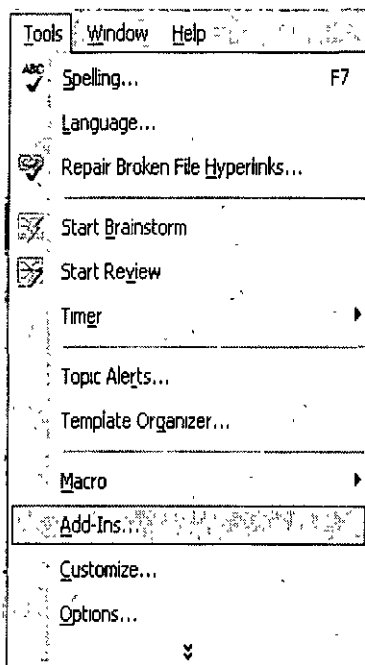 Tools Window Help
ABC Spelling... F7
Language...
Repair Broken File Hyperlinks...
Start Brainstorm
Start Review
Timer
Topic Alerts...
Template Organizer...
Macro
Add-Ins...
Customize...
Options...